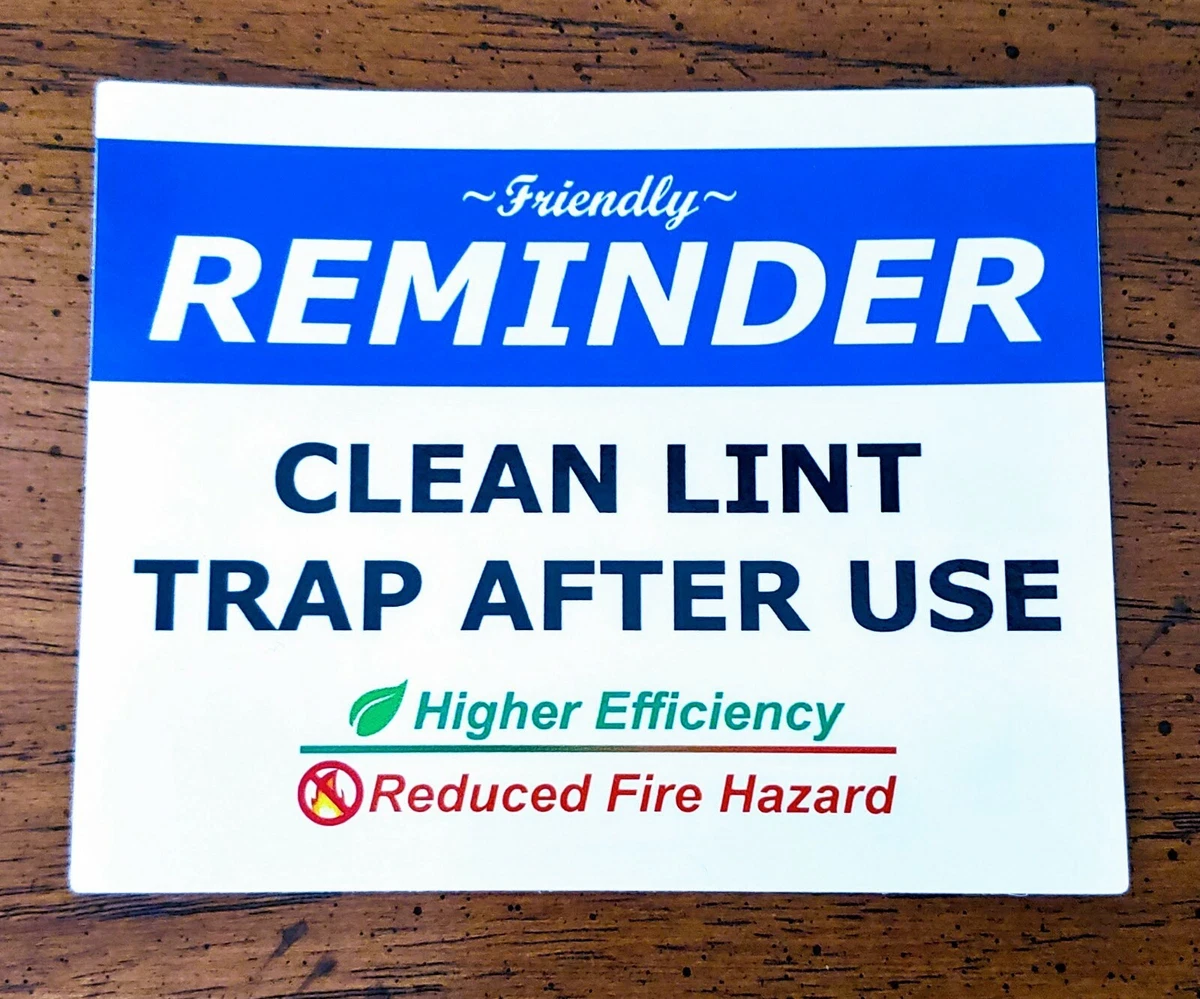 ~Friendly~
REMINDER
CLEAN LINT
TRAP AFTER USE
Higher Efficiency
Reduced Fire Hazard